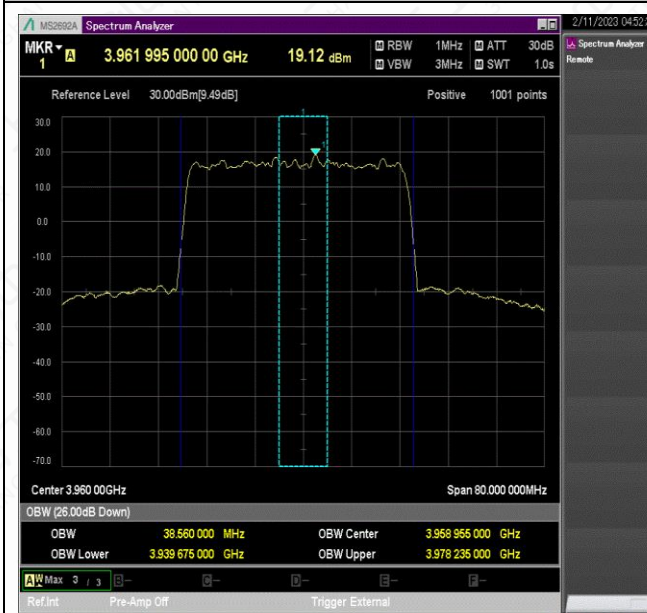 MS2692A Spectrum Analyzer
2/11/2023 04:52:
MKR 1 A 3.961 995 000 00 GHz 19.12 dBm
M RBW 1MHz M ATT 30dB
M VBW 3MHz M SWT 1.0s
Spectrum Analyzer
Remote
Reference Level 30.00dBm[9.49dB] Positive 1001 points
1
30.0
20.0
1
10.0
0.0
-10.0
-20.0
-30.0
-40.0
-50.0
-60.0
-70.0
Center 3.960 00GHz Span 80.000 000MHz
OBW (26.00dB Down)
OBW 38.560 000 MHz OBW Center 3.958 955 000 GHz
OBW Lower 3.939 675 000 GHz OBW Upper 3.978 235 000 GHz
A W Max 3 / 3 B- C- D- E- F-
Ref.Int Pre-Amp Off Trigger External